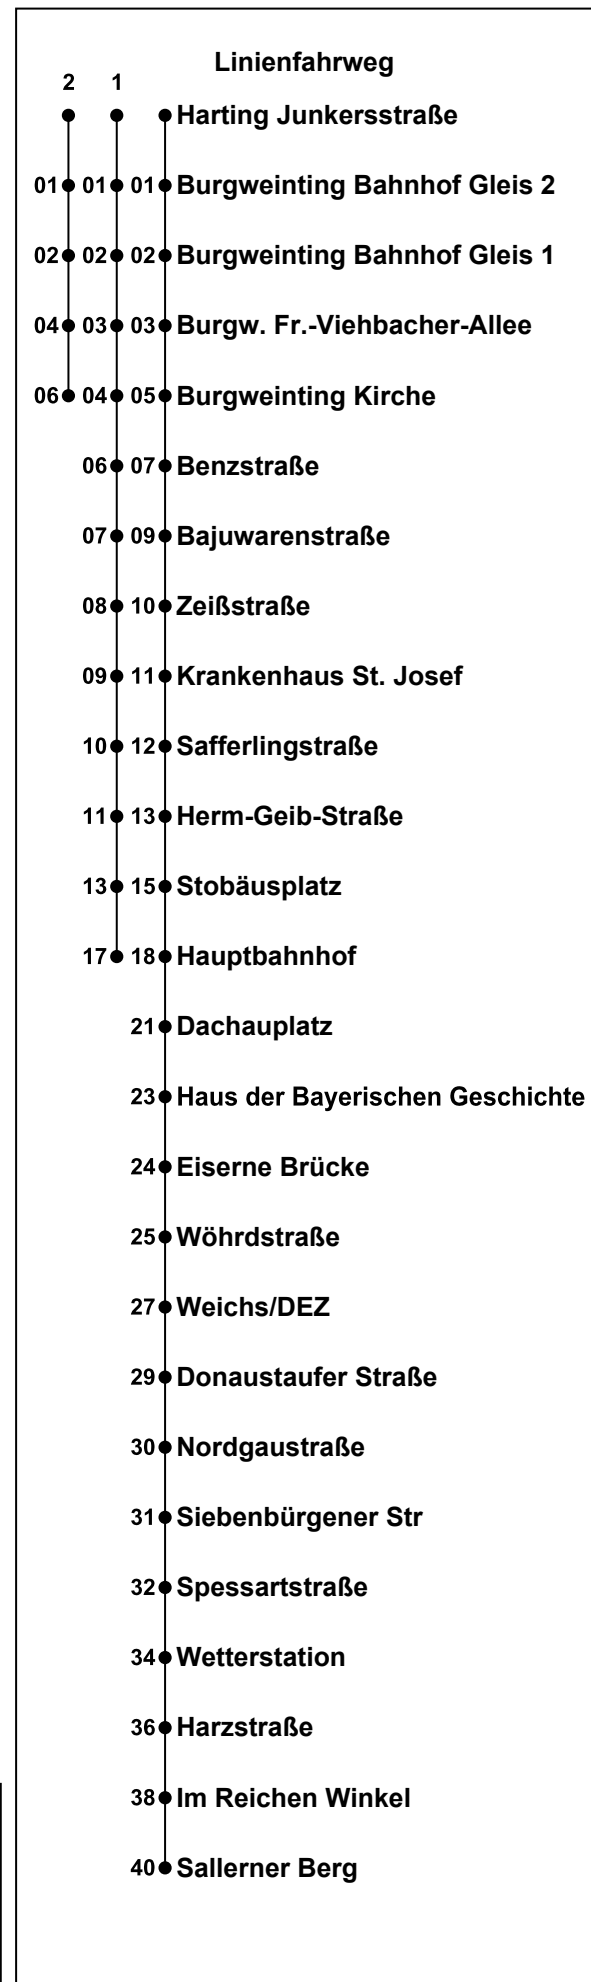 Linienfahrweg
2 1
Harting Junkersstraße
01 01 01 Burgweinting Bahnhof Gleis 2
02 02 02 Burgweinting Bahnhof Gleis 1
04 03 03 Burgw. Fr.-Viehbacher-Allee
06 04 05 Burgweinting Kirche
06 07 Benzstraße
07 09 Bajuwarenstraße
08 10 Zeißstraße
09 11 Krankenhaus St. Josef
10 12 Safferlingstraße
11 13 Herm-Geib-Straße
13 15 Stobäusplatz
17 18 Hauptbahnhof
21 Dachauplatz
23 Haus der Bayerischen Geschichte
24 Eiserne Brücke
25 Wöhrdstraße
27 Weichs/DEZ
29 Donaustaufer Straße
30 Nordgaustraße
31 Siebenbürgener Str
32 Spessartstraße
34 Wetterstation
36 Harzstraße
38 Im Reichen Winkel
40 Sallerner Berg